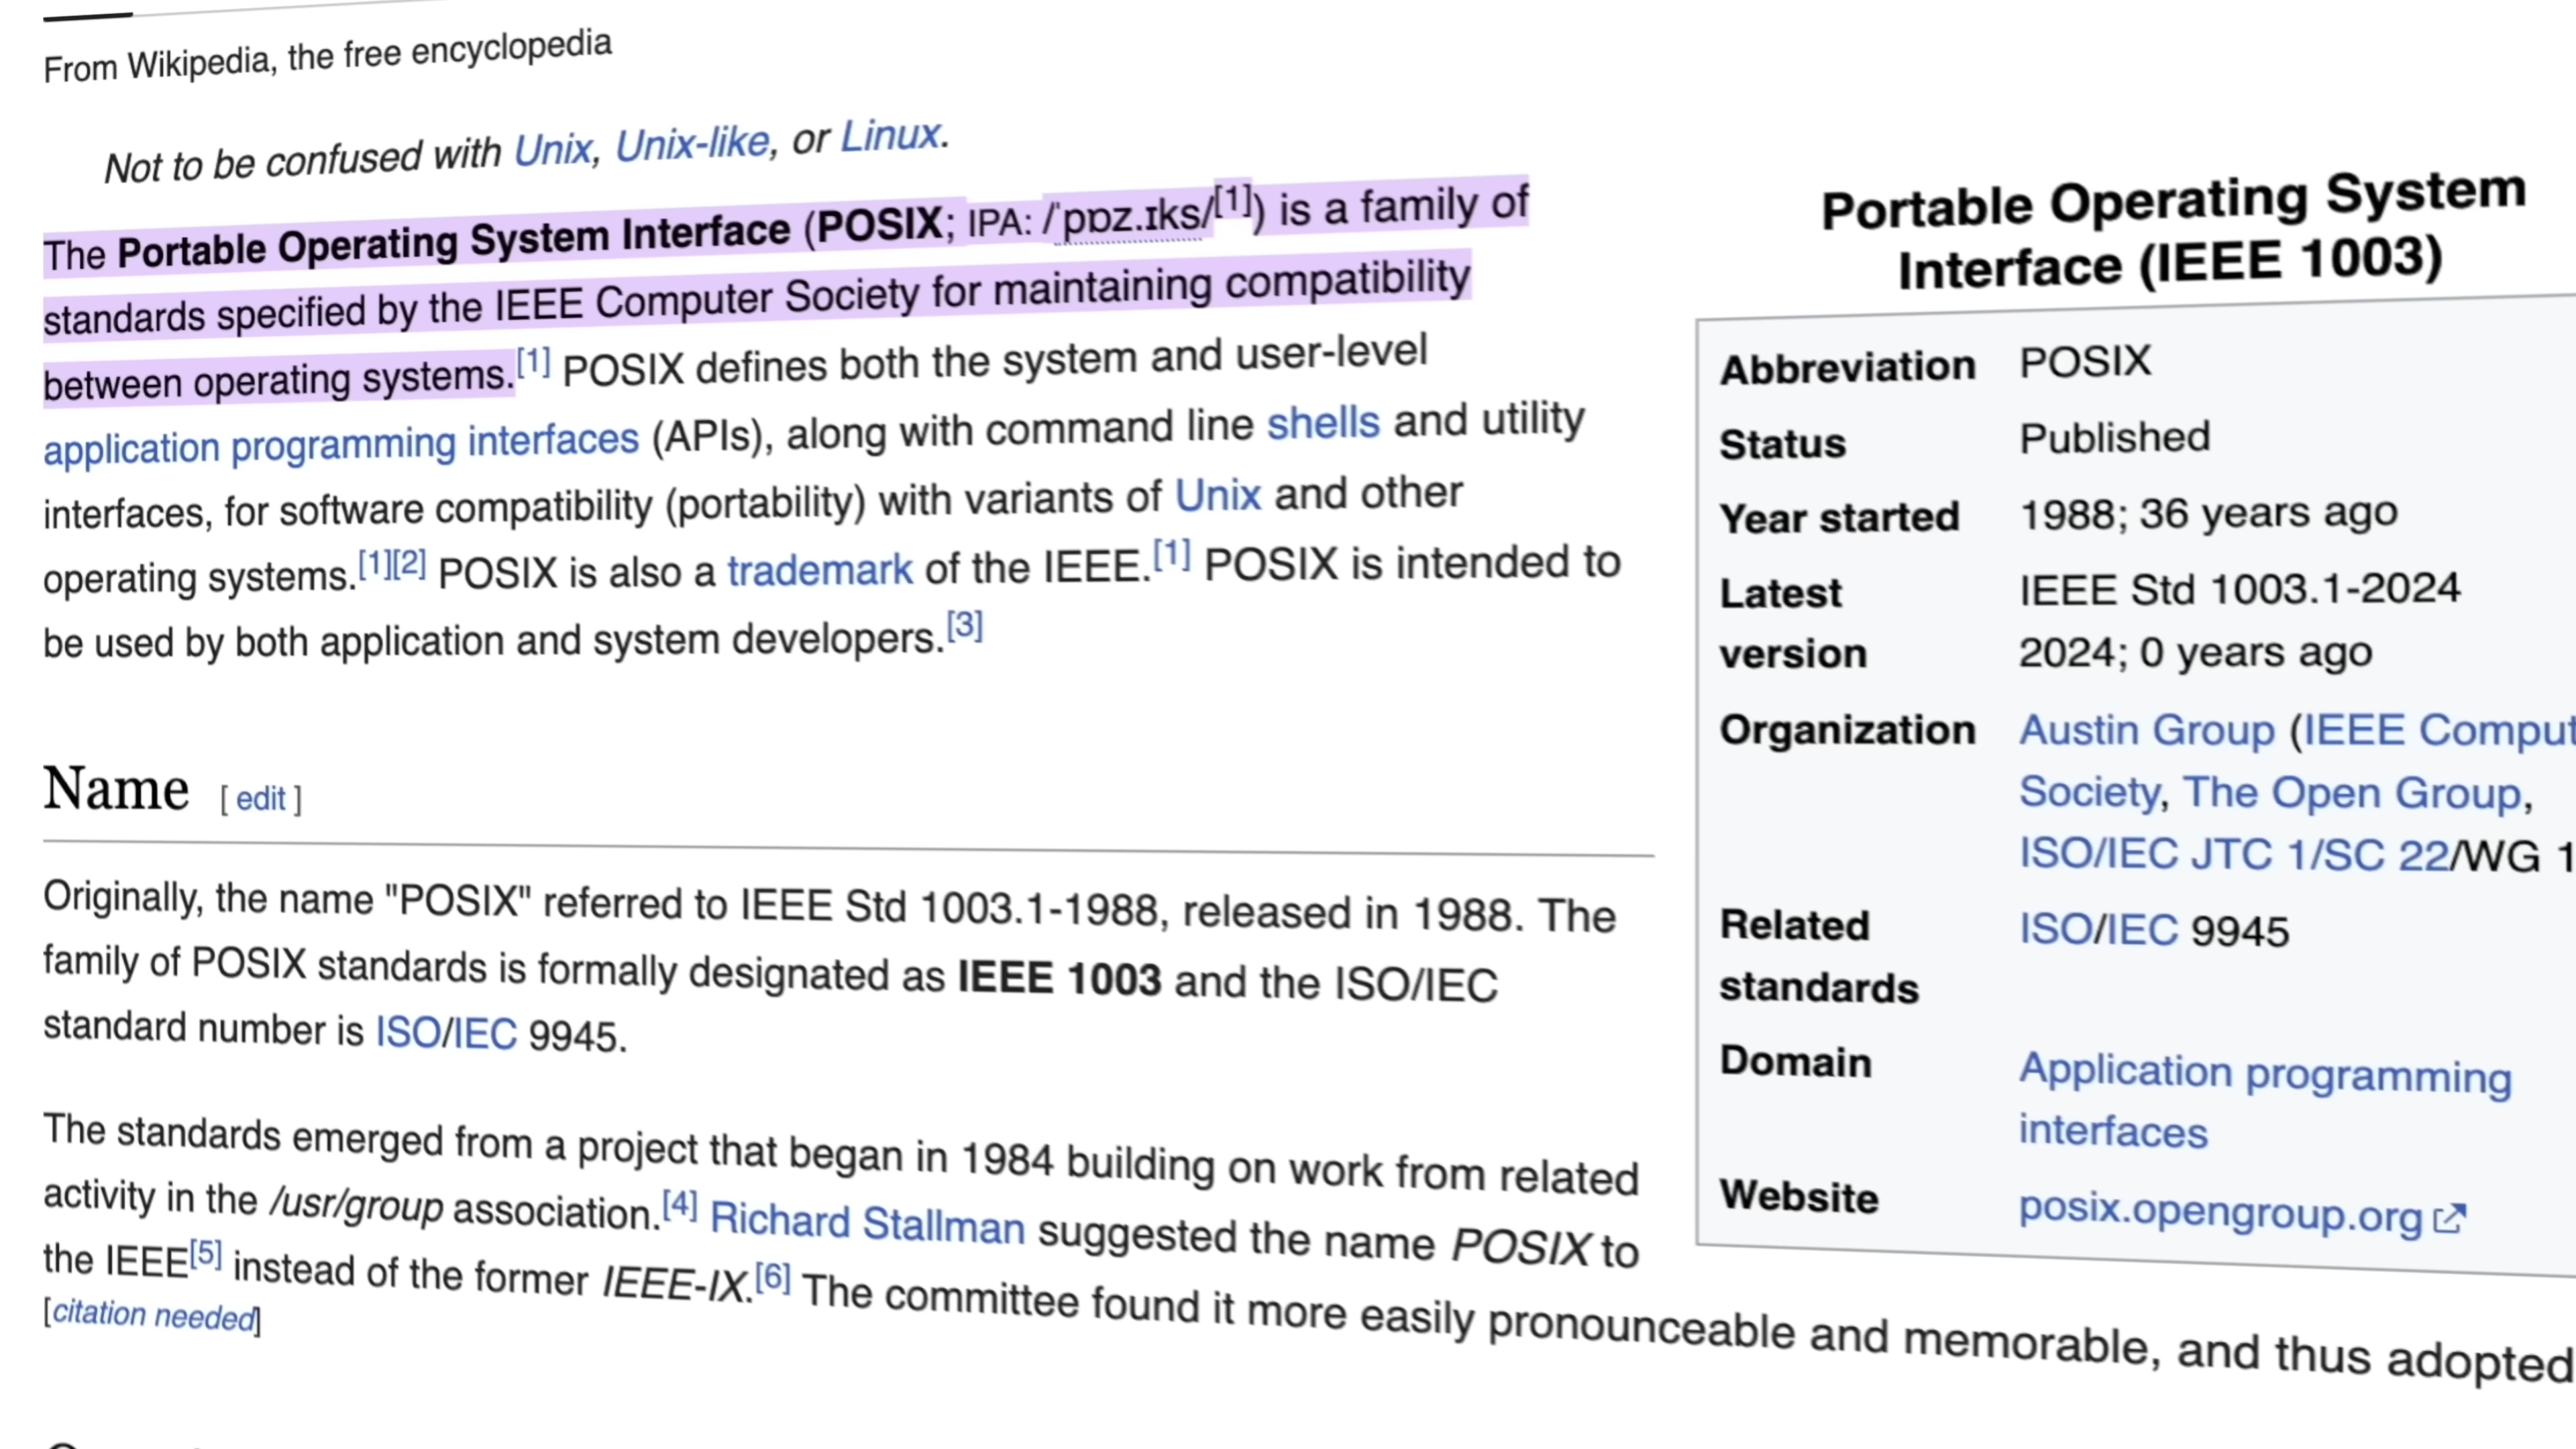 From Wikipedia, the free encyclopedia
Not to be confused with Unix, Unix-like, or Linux.
The Portable Operating System Interface (POSIX; IPA: /ˈpɒz.ɪks/[1]) is a family of
standards specified by the IEEE Computer Society for maintaining compatibility
between operating systems.[1] POSIX defines both the system and user-level
application programming interfaces (APIs), along with command line shells and utility
interfaces, for software compatibility (portability) with variants of Unix and other
operating systems.[1][2] POSIX is also a trademark of the IEEE.[1] POSIX is intended to
be used by both application and system developers.[3]
Name [ edit ]
Originally, the name "POSIX" referred to IEEE Std 1003.1-1988, released in 1988. The
family of POSIX standards is formally designated as IEEE 1003 and the ISO/IEC
standard number is ISO/IEC 9945.
The standards emerged from a project that began in 1984 building on work from related
activity in the /usr/group association.[4] Richard Stallman suggested the name POSIX to
the IEEE[5] instead of the former IEEE-IX.[6] The committee found it more easily pronounceable and memorable, and thus adopted
[citation needed]
Portable Operating System
Interface (IEEE 1003)
Abbreviation POSIX
Status Published
Year started 1988; 36 years ago
Latest IEEE Std 1003.1-2024
version 2024; 0 years ago
Organization Austin Group (IEEE Comput
Society, The Open Group,
ISO/IEC JTC 1/SC 22/WG 1
Related ISO/IEC 9945
standards
Domain Application programming
interfaces
Website posix.opengroup.org